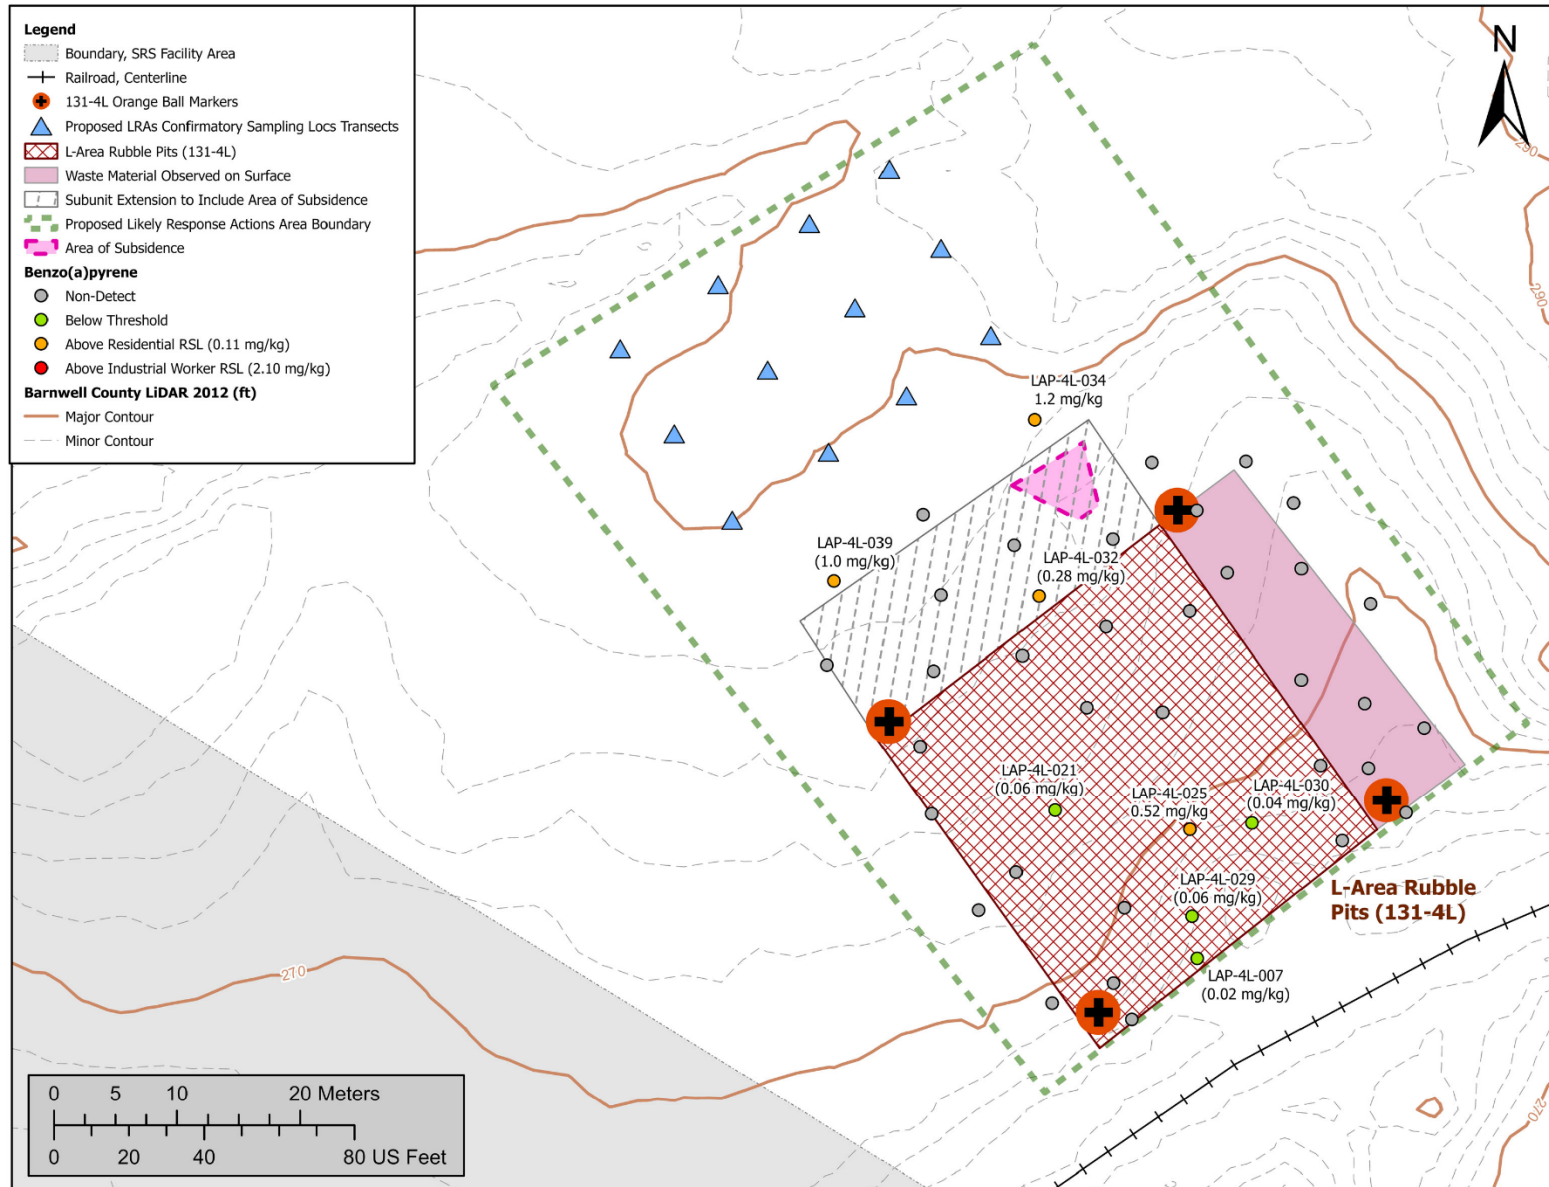 Legend
Boundary, SRS Facility Area
Railroad, Centerline
131-4L Orange Ball Markers
Proposed LRAs Confirmatory Sampling Locs Transects
L-Area Rubble Pits (131-4L)
Waste Material Observed on Surface
Subunit Extension to Include Area of Subsidence
Proposed Likely Response Actions Area Boundary
Area of Subsidence
Benzo(a)pyrene
Non-Detect
Below Threshold
Above Residential RSL (0.11 mg/kg)
Above Industrial Worker RSL (2.10 mg/kg)
Barnwell County LiDAR 2012 (ft)
Major Contour
Minor Contour
N
290
290
LAP-4L-034
1.2 mg/kg
LAP-4L-039
(1.0 mg/kg)
LAP-4L-032
(0.28 mg/kg)
LAP-4L-021
(0.06 mg/kg)
LAP-4L-025
0.52 mg/kg
LAP-4L-030
(0.04 mg/kg)
LAP-4L-029
(0.06 mg/kg)
LAP-4L-007
(0.02 mg/kg)
L-Area Rubble
Pits (131-4L)
270
270
0 5 10 20 Meters
0 20 40 80 US Feet